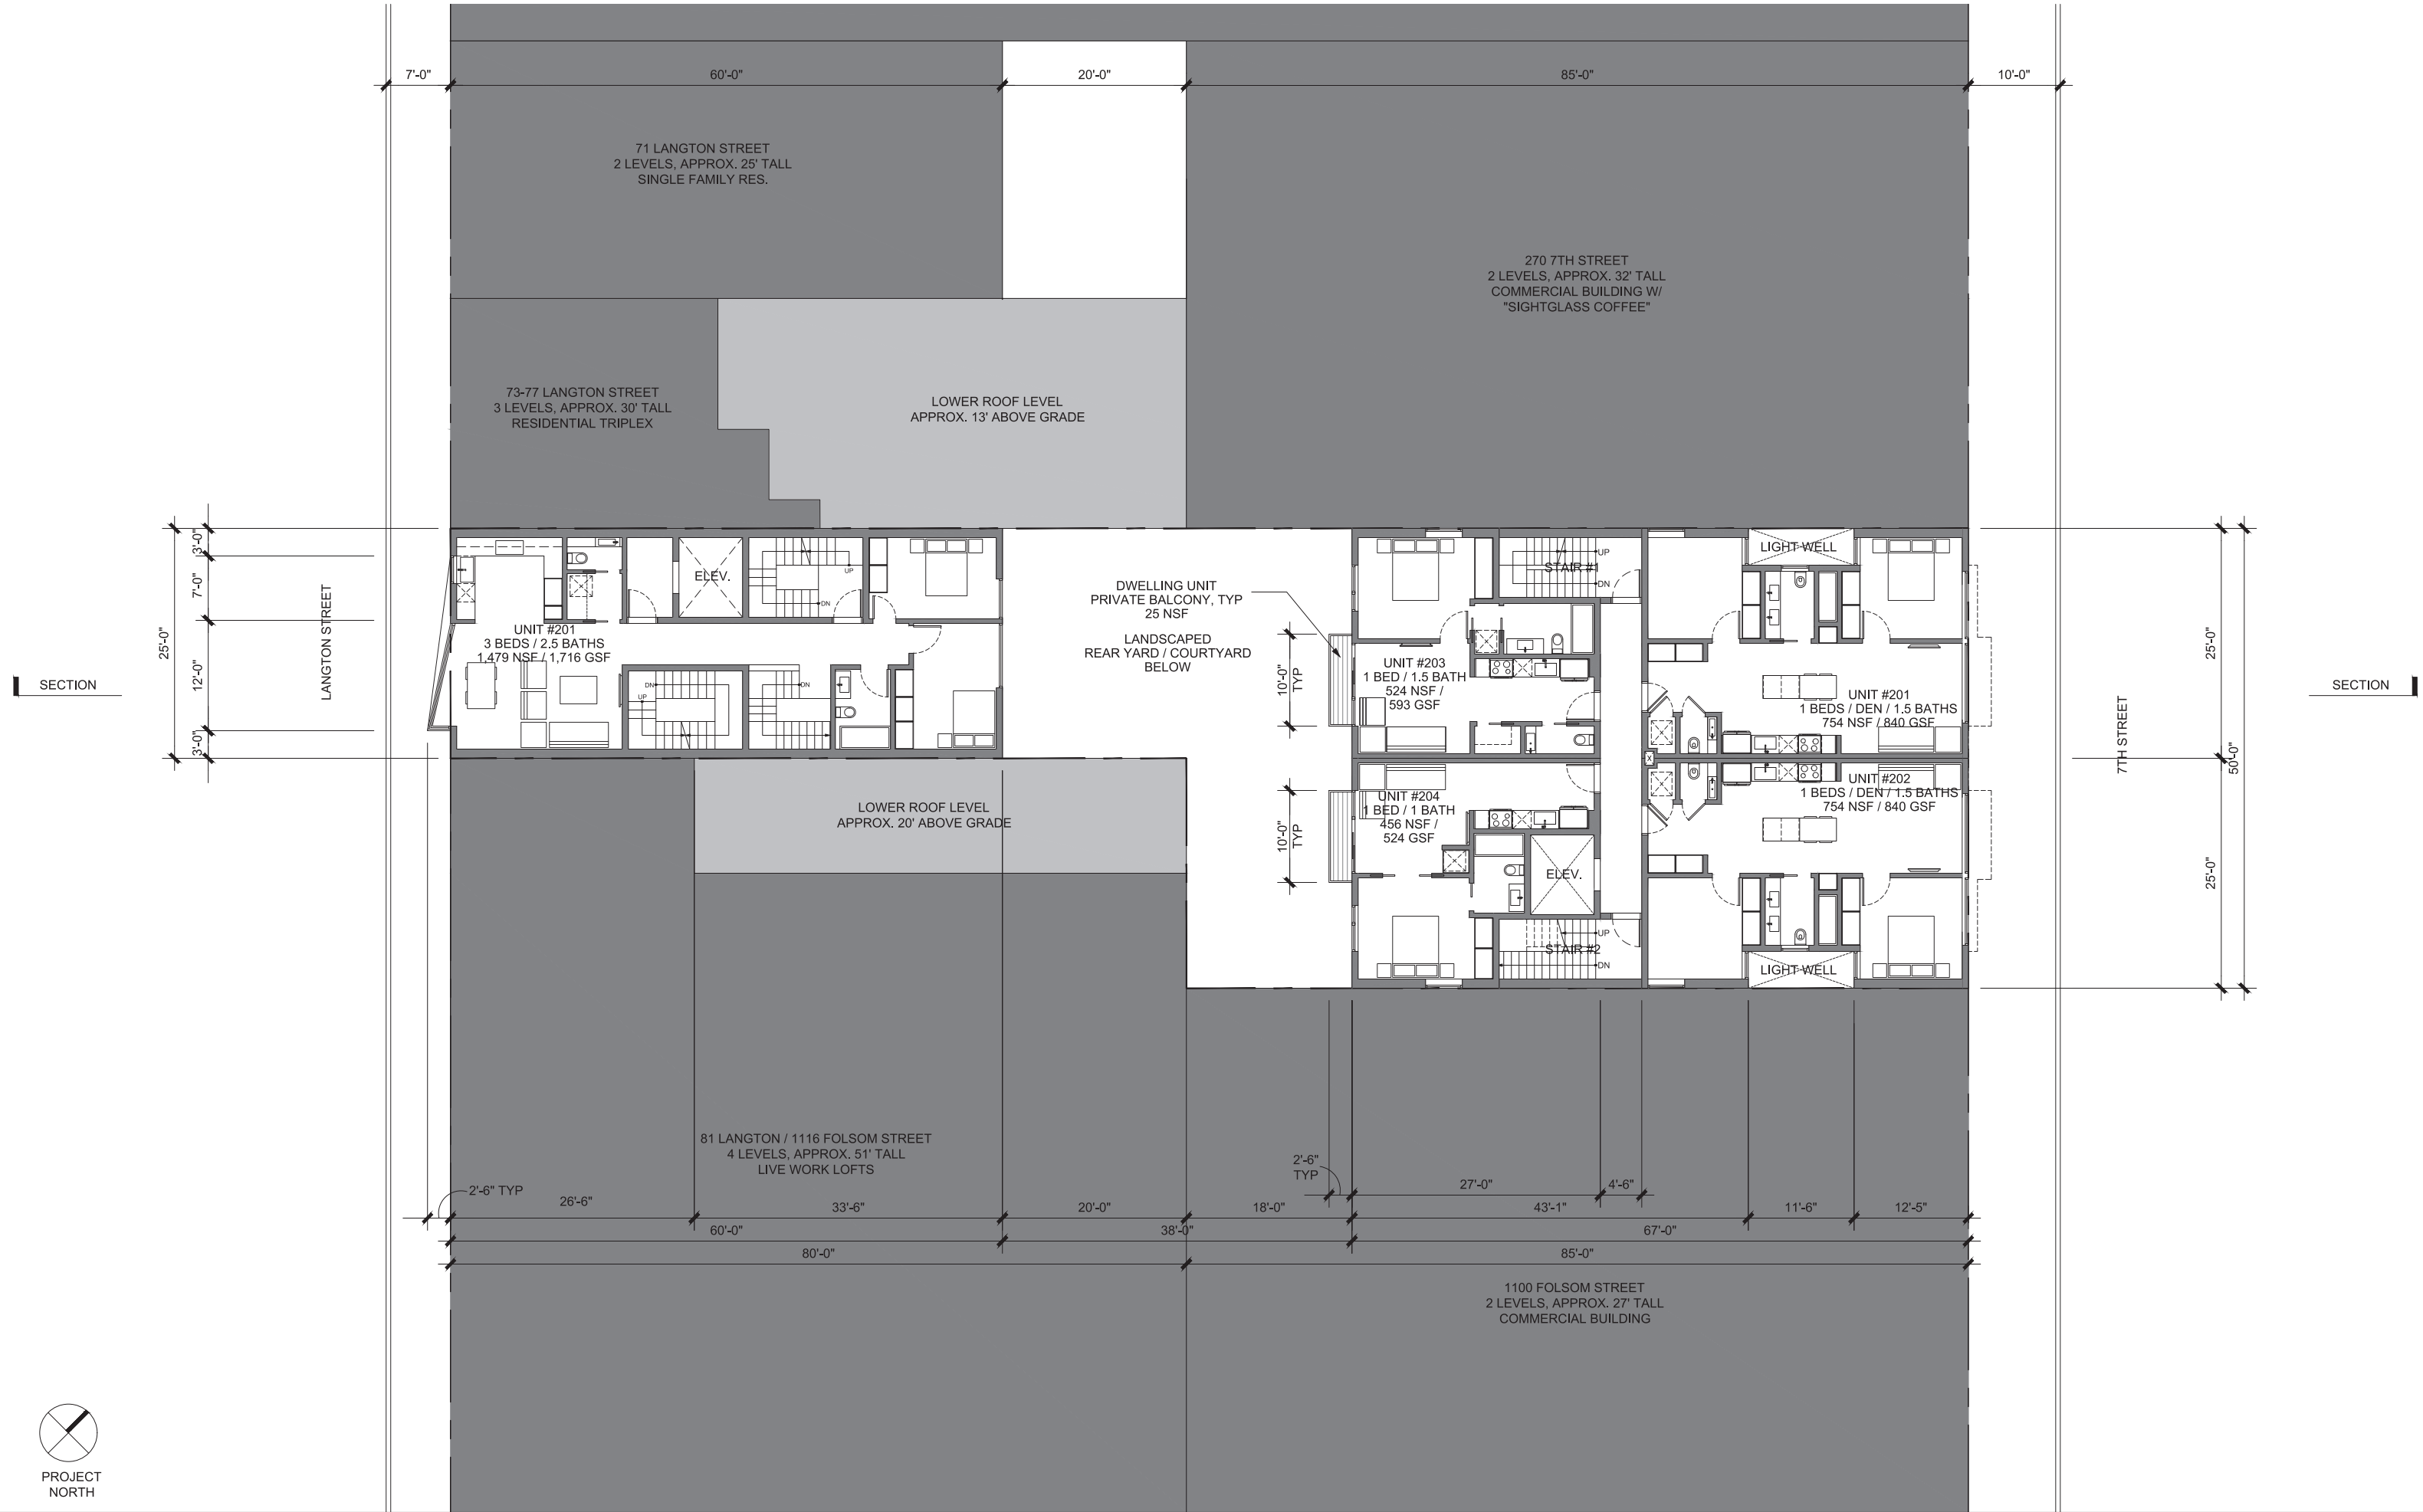 7'-0"
60'-0"
20'-0"
85'-0"
10'-0"
71 LANGTON STREET
2 LEVELS, APPROX. 25' TALL
SINGLE FAMILY RES.
270 7TH STREET
2 LEVELS, APPROX. 32' TALL
COMMERCIAL BUILDING W/
"SIGHTGLASS COFFEE"
73-77 LANGTON STREET
3 LEVELS, APPROX. 30' TALL
RESIDENTIAL TRIPLEX
LOWER ROOF LEVEL
APPROX. 13' ABOVE GRADE
SECTION
25'-0"
3'-0"
7'-0"
12'-0"
3'-0"
LANGTON STREET
UNIT #201
3 BEDS / 2.5 BATHS
1,479 NSF / 1,716 GSF
ELEV.
UP
DN
DN
UP
DN
DWELLING UNIT
PRIVATE BALCONY, TYP
25 NSF
LANDSCAPED
REAR YARD / COURTYARD
BELOW
10'-0"
TYP
10'-0"
TYP
UP
STAIR #1
DN
UNIT #203
1 BED / 1.5 BATH
524 NSF /
593 GSF
UNIT #204
1 BED / 1 BATH
456 NSF /
524 GSF
ELEV.
UP
STAIR #2
DN
LIGHT WELL
UNIT #201
1 BEDS / DEN / 1.5 BATHS
754 NSF / 840 GSF
X
UNIT #202
1 BEDS / DEN / 1.5 BATHS
754 NSF / 840 GSF
LIGHT WELL
7TH STREET
25'-0"
25'-0"
50'-0"
SECTION
LOWER ROOF LEVEL
APPROX. 20' ABOVE GRADE
81 LANGTON / 1116 FOLSOM STREET
4 LEVELS, APPROX. 51' TALL
LIVE WORK LOFTS
2'-6" TYP
2'-6"
TYP
27'-0"
4'-6"
26'-6"
33'-6"
20'-0"
18'-0"
43'-1"
11'-6"
12'-5"
60'-0"
38'-0"
67'-0"
80'-0"
85'-0"
1100 FOLSOM STREET
2 LEVELS, APPROX. 27' TALL
COMMERCIAL BUILDING
PROJECT
NORTH